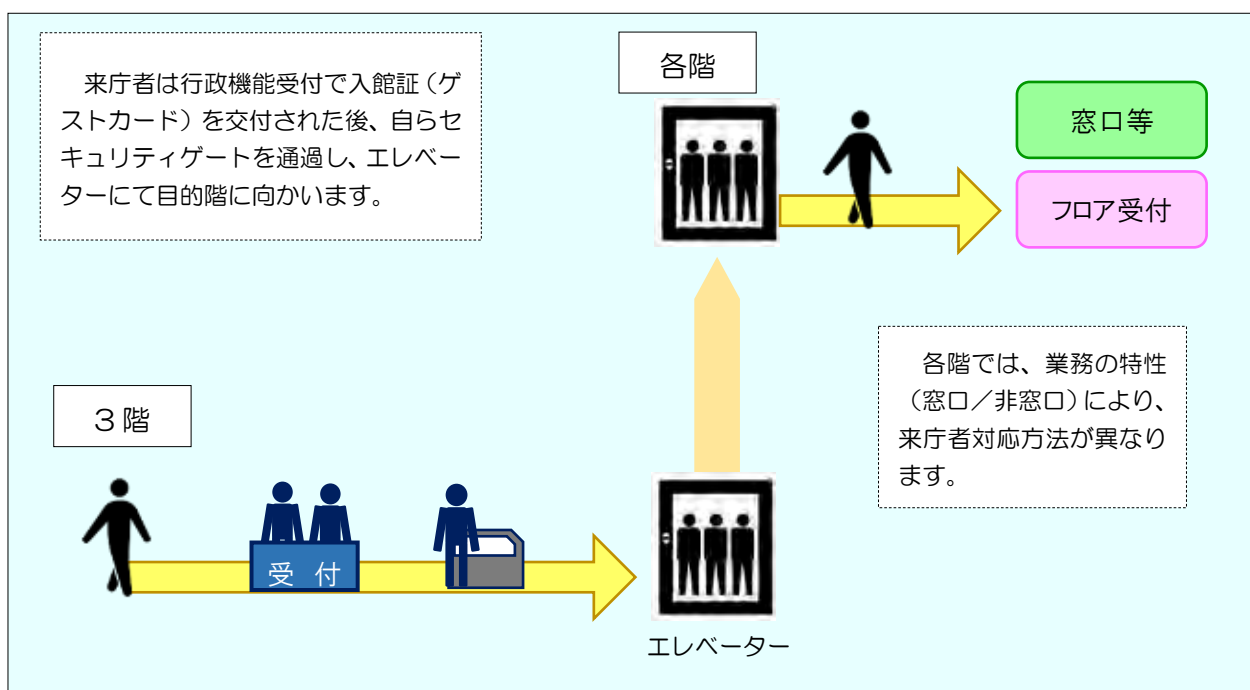 来庁者は行政機能受付で入館証（ゲ
ストカード）を交付された後、自らセ
キュリティゲートを通過し、エレベー
ターにて目的階に向かいます。
各階
窓口等
フロア受付
各階では、業務の特性
（窓口／非窓口）により、
来庁者対応方法が異なり
ます。
３階
受　付
エレベーター